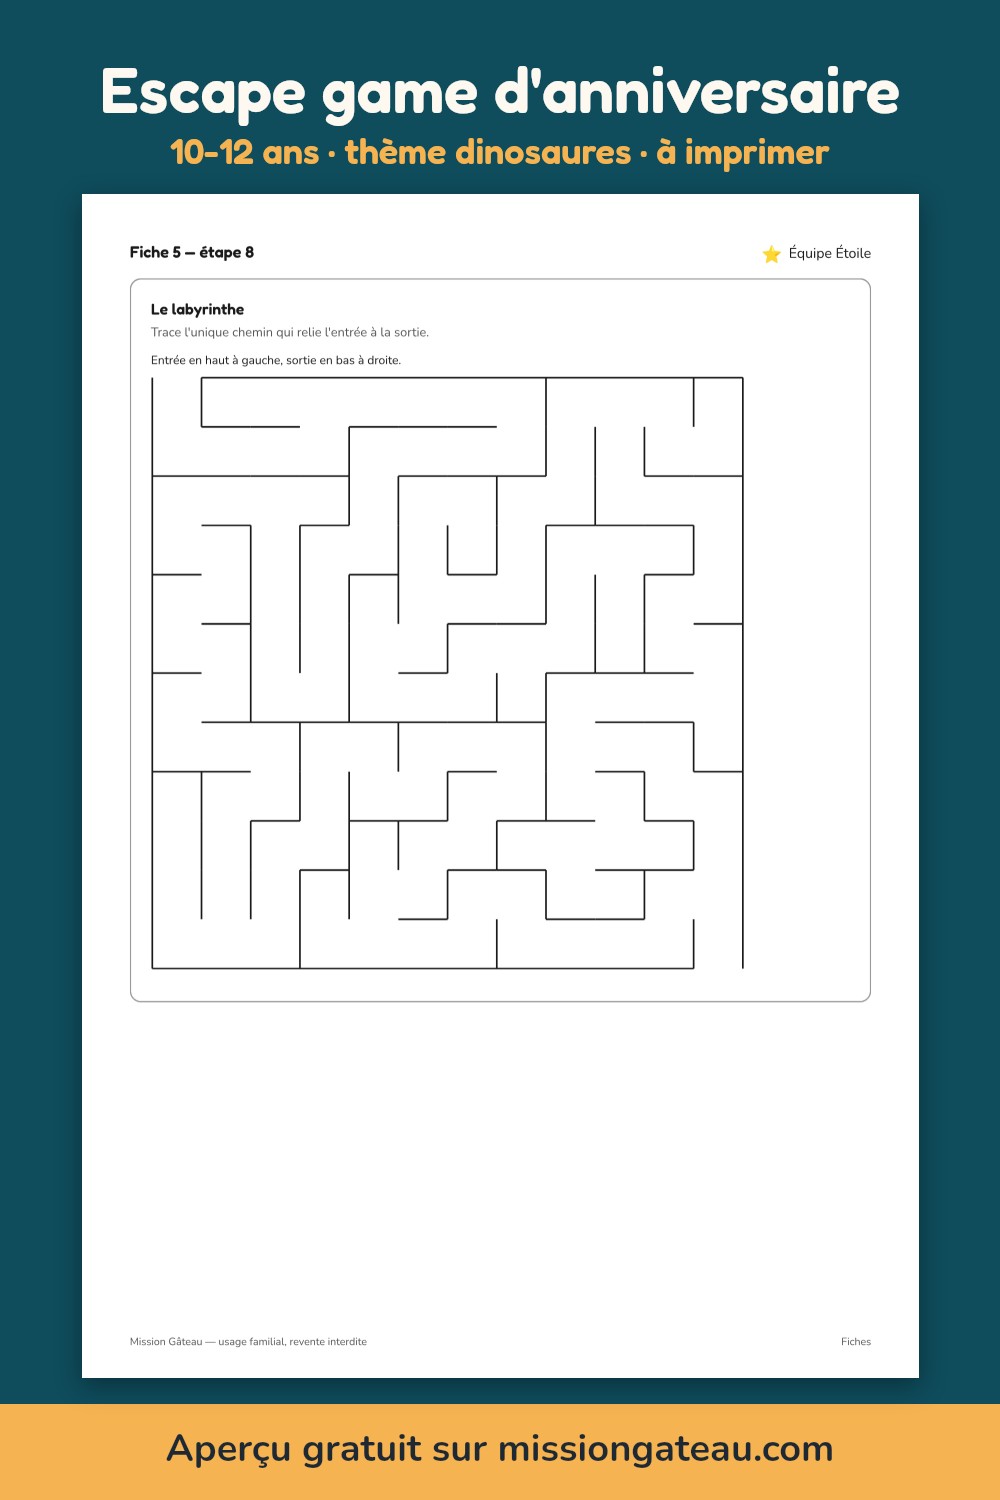 Escape game d'anniversaire
10-12 ans · thème dinosaures · à imprimer
Fiche 5 — étape 8
Équipe Étoile
Le labyrinthe
Trace l'unique chemin qui relie l'entrée à la sortie.
Entrée en haut à gauche, sortie en bas à droite.
Mission Gâteau — usage familial, revente interdite
Fiches
Aperçu gratuit sur missiongateau.com